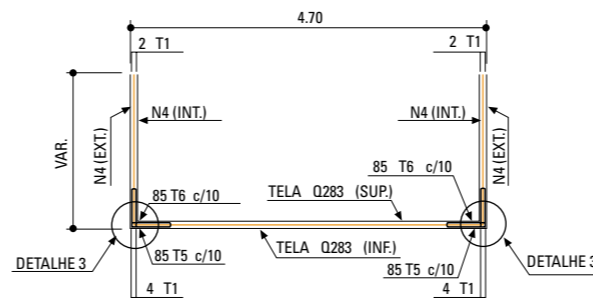 4.70
2 T1
2 T1
VAR.
N4 (EXT.)
N4 (INT.)
N4 (INT.)
N4 (EXT.)
85 T6 c/10
85 T6 c/10
TELA Q283 (SUP.)
TELA Q283 (INF.)
85 T5 c/10
85 T5 c/10
DETALHE 3
DETALHE 3
4 T1
4 T1